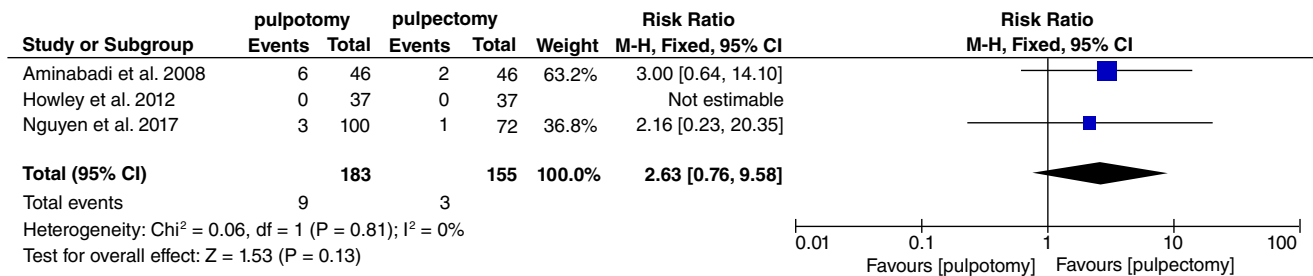 pulpotomy pulpectomy Risk Ratio Risk Ratio
Study or Subgroup Events Total Events Total Weight M-H, Fixed, 95% CI M-H, Fixed, 95% CI
Aminabadi et al. 2008 6 46 2 46 63.2% 3.00 [0.64, 14.10]
Howley et al. 2012 0 37 0 37 Not estimable
Nguyen et al. 2017 3 100 1 72 36.8% 2.16 [0.23, 20.35]
Total (95% CI) 183 155 100.0% 2.63 [0.76, 9.58]
Total events 9 3
Heterogeneity: Chi² = 0.06, df = 1 (P = 0.81); I² = 0%
Test for overall effect: Z = 1.53 (P = 0.13)
0.01 0.1 1 10 100
Favours [pulpotomy] Favours [pulpectomy]